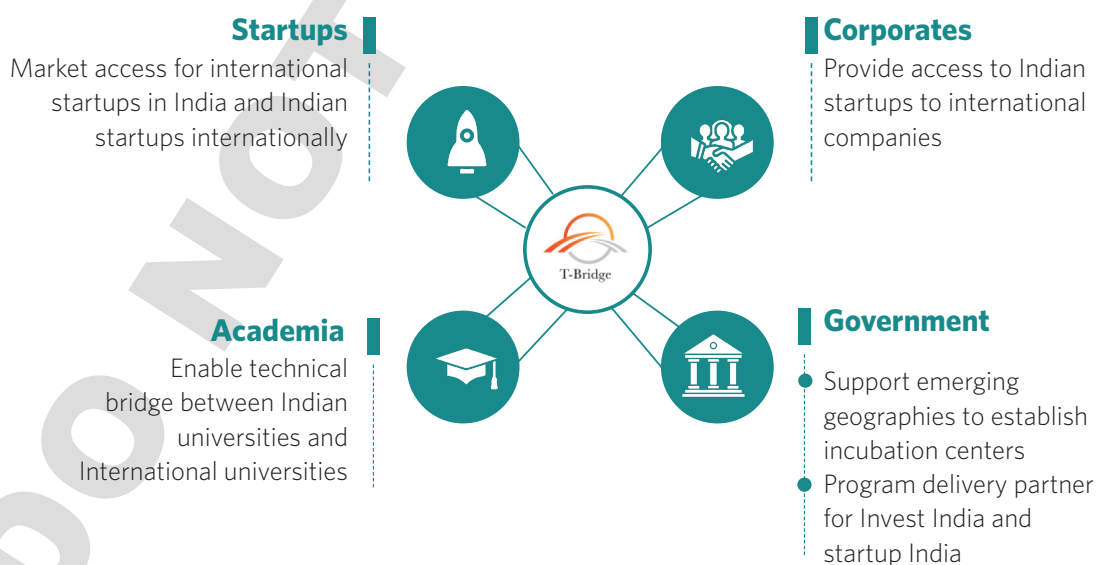 Startups
Market access for international
startups in India and Indian
startups internationally
Corporates
Provide access to Indian
startups to international
companies
T-Bridge
Academia
Enable technical
bridge between Indian
universities and
International universities
Government
Support emerging
geographies to establish
incubation centers
Program delivery partner
for Invest India and
startup India
DO NOT